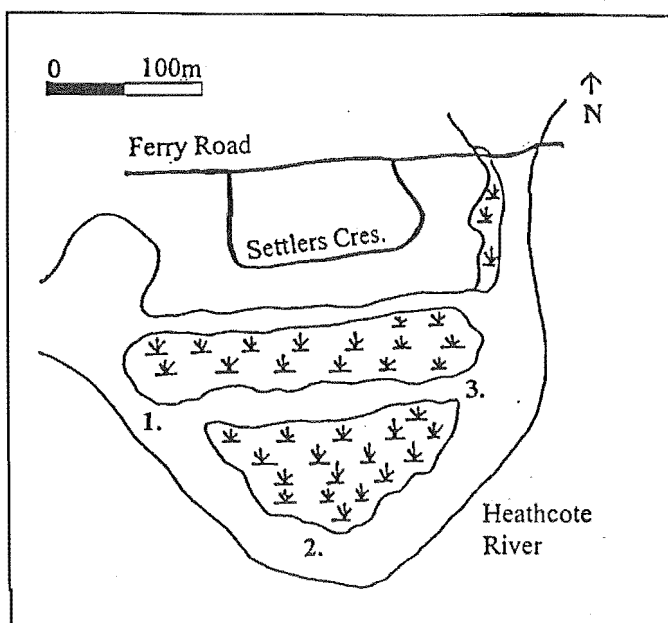 0 100m
N
Ferry Road
Settlers Cres.
1.
3.
2.
Heathcote
River